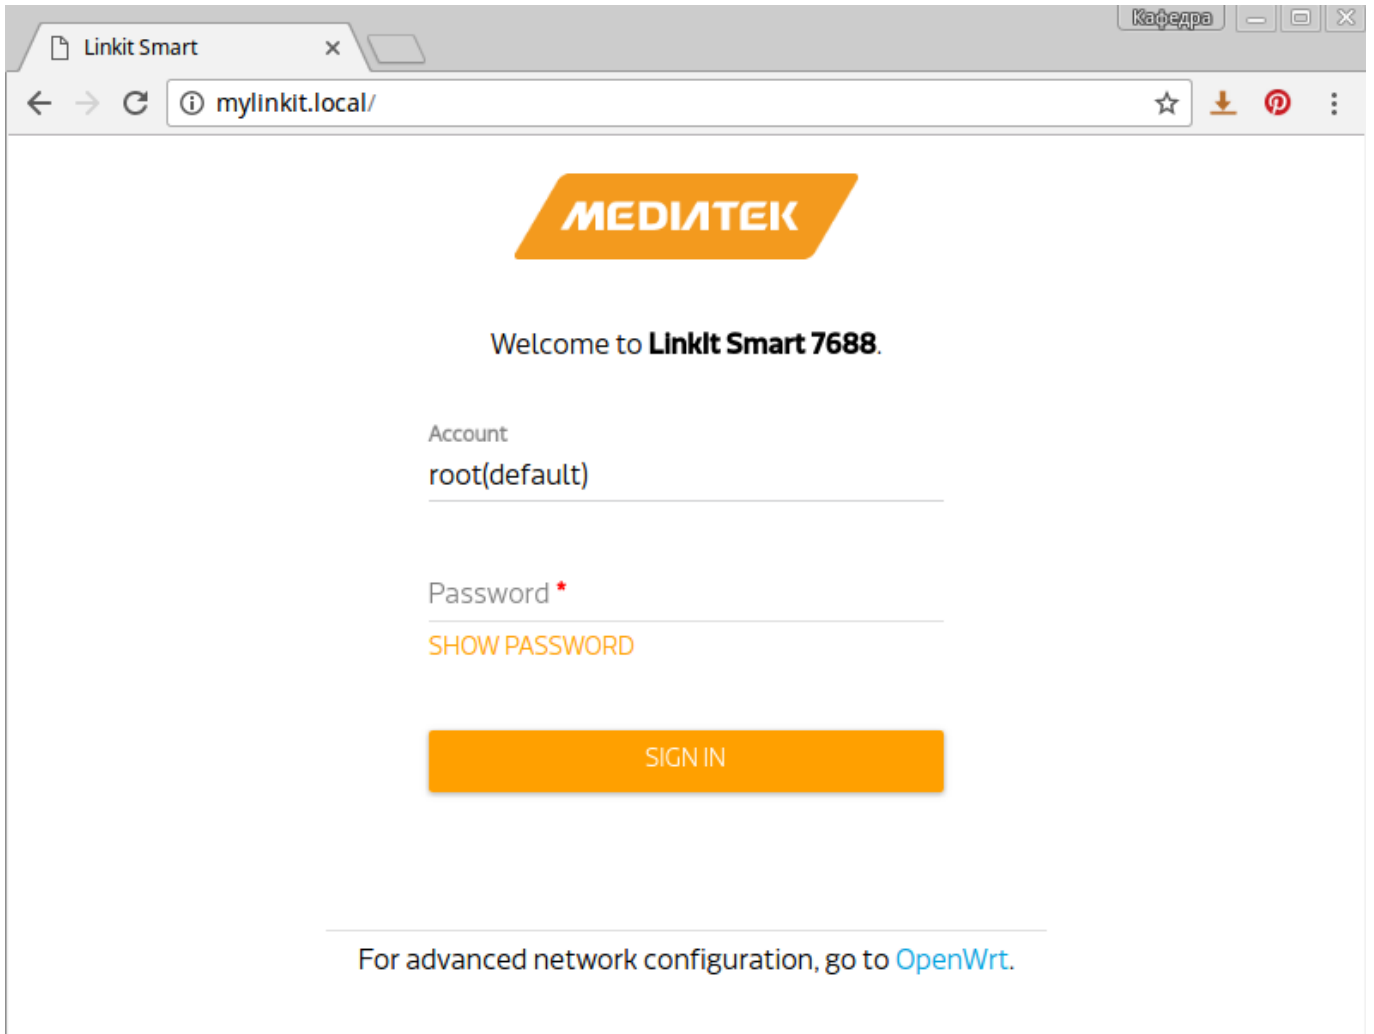 Кафедра
Linkit Smart
mylinkit.local/
MEDIATEK
Welcome to LinkIt Smart 7688.
Account
root(default)
Password *
SHOW PASSWORD
SIGN IN
For advanced network configuration, go to OpenWrt.